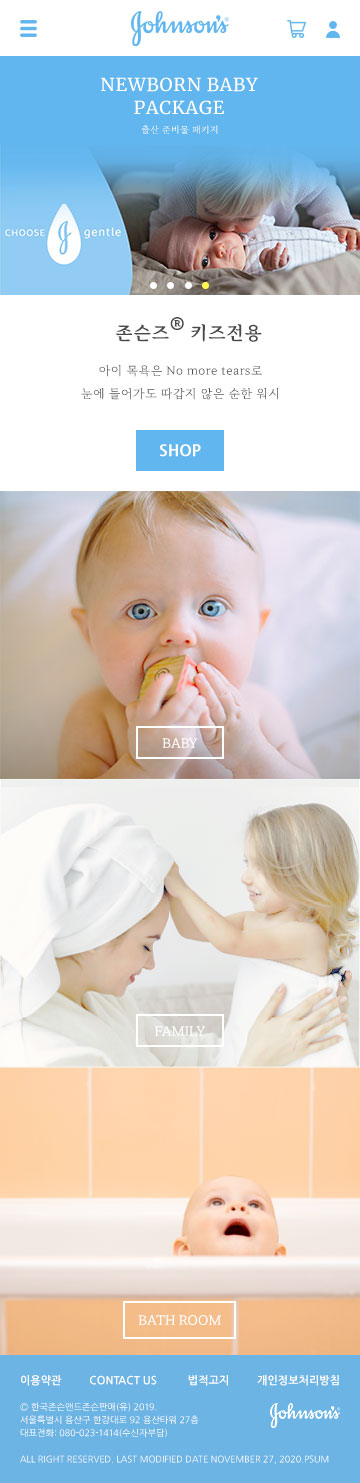 Johnson's®
NEWBORN BABY
PACKAGE
출산 준비물 패키지
CHOOSE J gentle
존슨즈® 키즈전용
아이 목욕은 No more tears로
눈에 들어가도 따갑지 않은 순한 워시
SHOP
BABY
FAMILY
BATH ROOM
이용약관 CONTACT US 법적고지 개인정보처리방침
© 한국존슨앤드존슨판매(유) 2019.
서울특별시 용산구 한강대로 92 용산타워 27층
대표전화: 080-023-1414(수신자부담)
Johnson's
ALL RIGHT RESERVED. LAST MODIFIED DATE NOVEMBER 27, 2020.PSUM